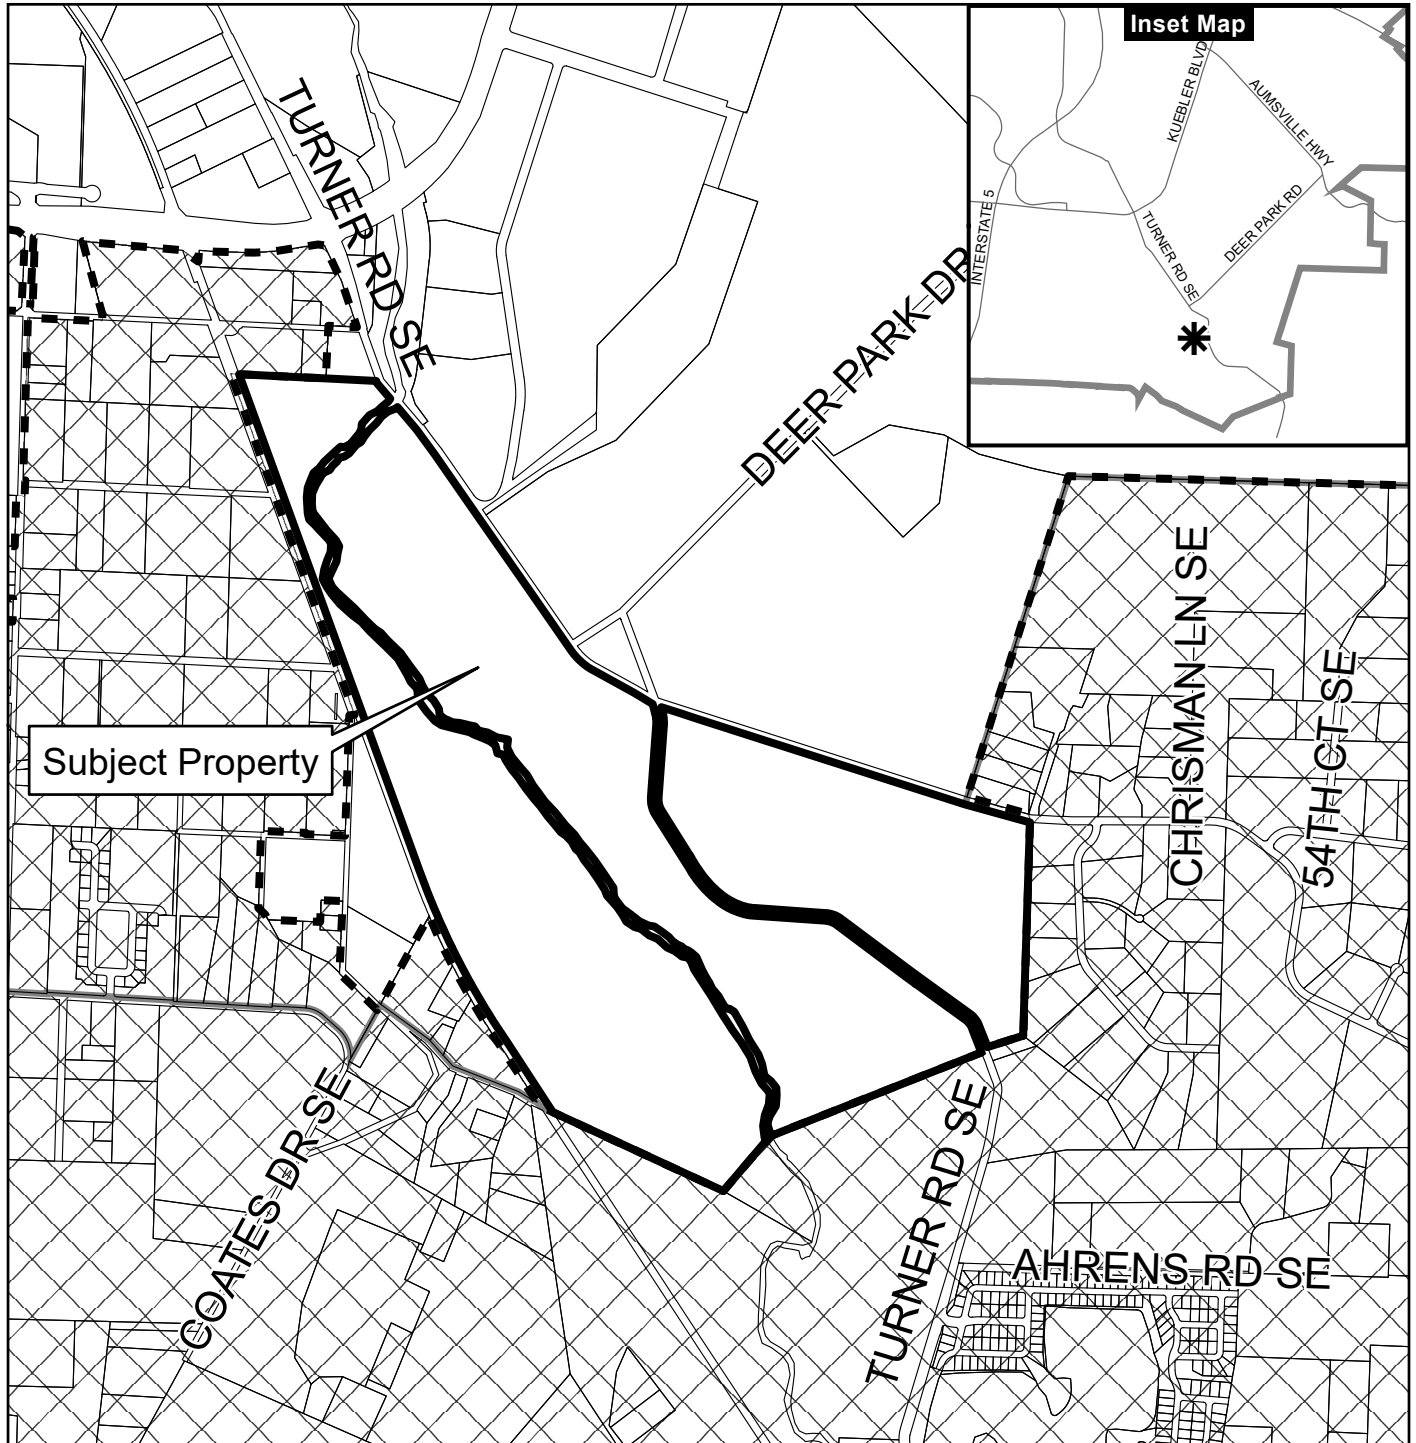 Inset Map
KUEBLER BLVD
AUMSVILLE HWY
INTERSTATE 5
TURNER RD SE
DEER PARK RD
TURNER RD SE
DEER PARK DR
CHRISMAN LN SE
54TH CT SE
Subject Property
COATES DR SE
TURNER RD SE
AHRENS RD SE